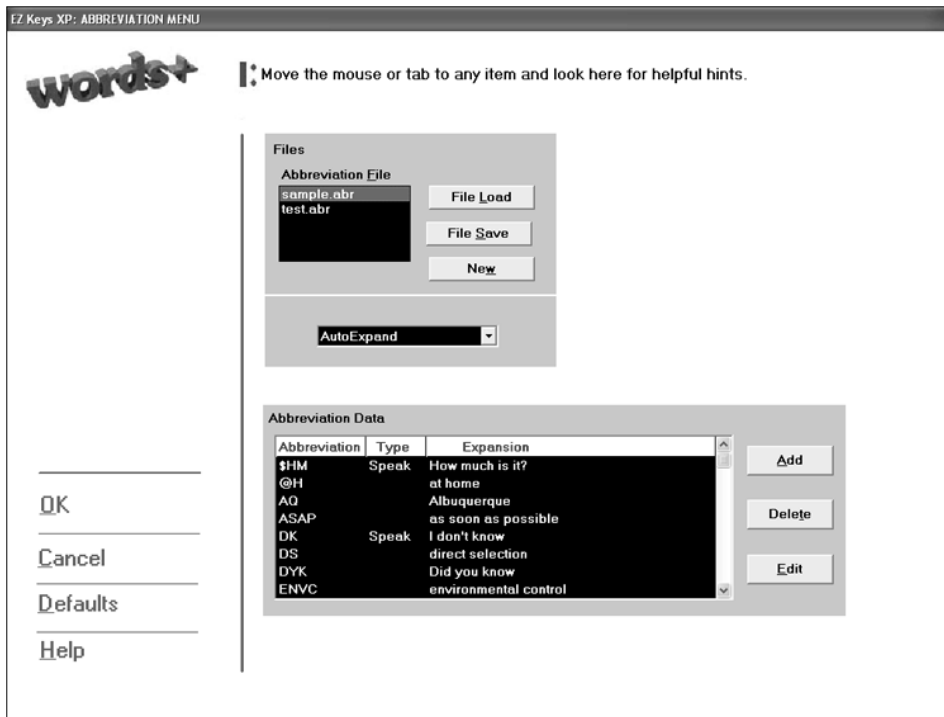 EZ Keys XP: ABBREVIATION MENU
words+
Move the mouse or tab to any item and look here for helpful hints.
Files
Abbreviation File
sample.abr
test.abr
File Load
File Save
New
AutoExpand
Abbreviation Data
Abbreviation Type Expansion
$HM Speak How much is it?
@H at home
AQ Albuquerque
ASAP as soon as possible
DK Speak I don't know
DS direct selection
DYK Did you know
ENVC environmental control
Add
Delete
Edit
OK
Cancel
Defaults
Help